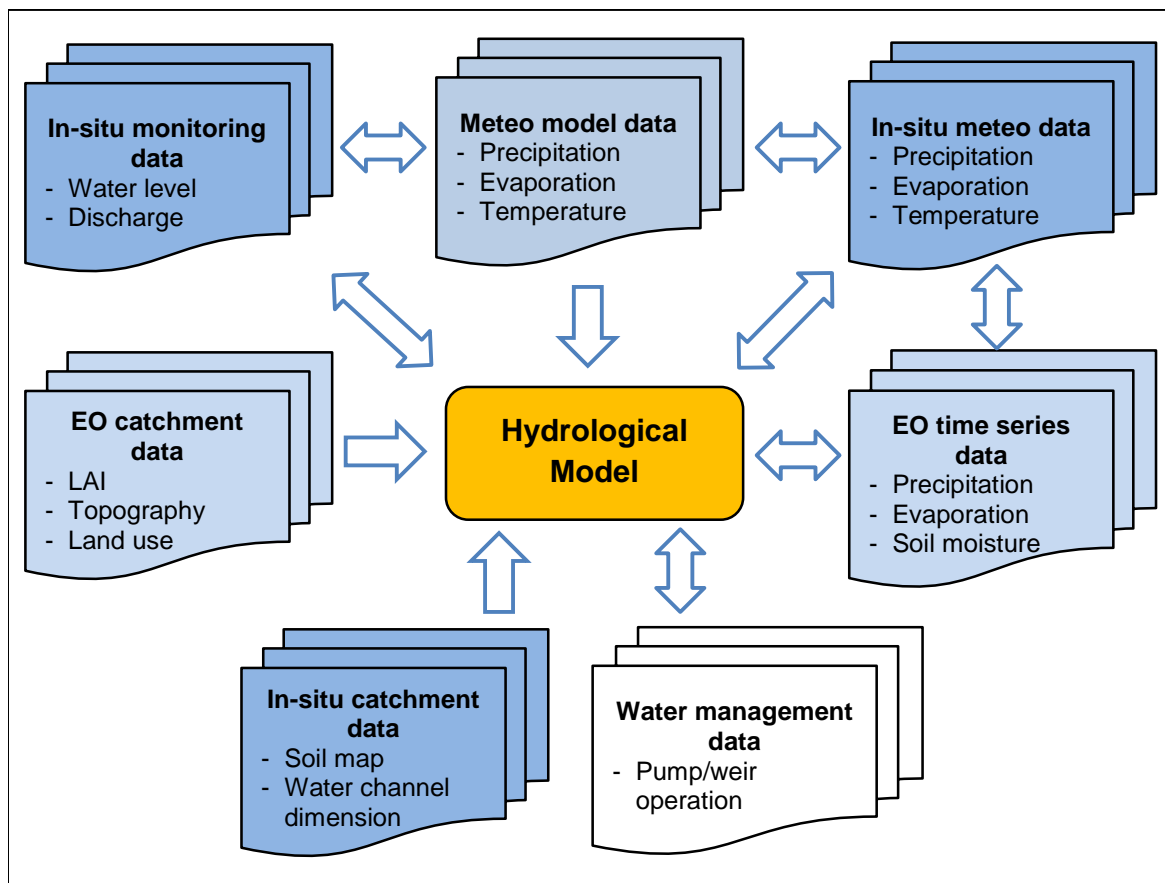 In-situ monitoring
data
- Water level
- Discharge
Meteo model data
- Precipitation
- Evaporation
- Temperature
In-situ meteo data
- Precipitation
- Evaporation
- Temperature
EO catchment
data
- LAI
- Topography
- Land use
Hydrological
Model
EO time series
data
- Precipitation
- Evaporation
- Soil moisture
In-situ catchment
data
- Soil map
- Water channel
dimension
Water management
data
- Pump/weir
operation